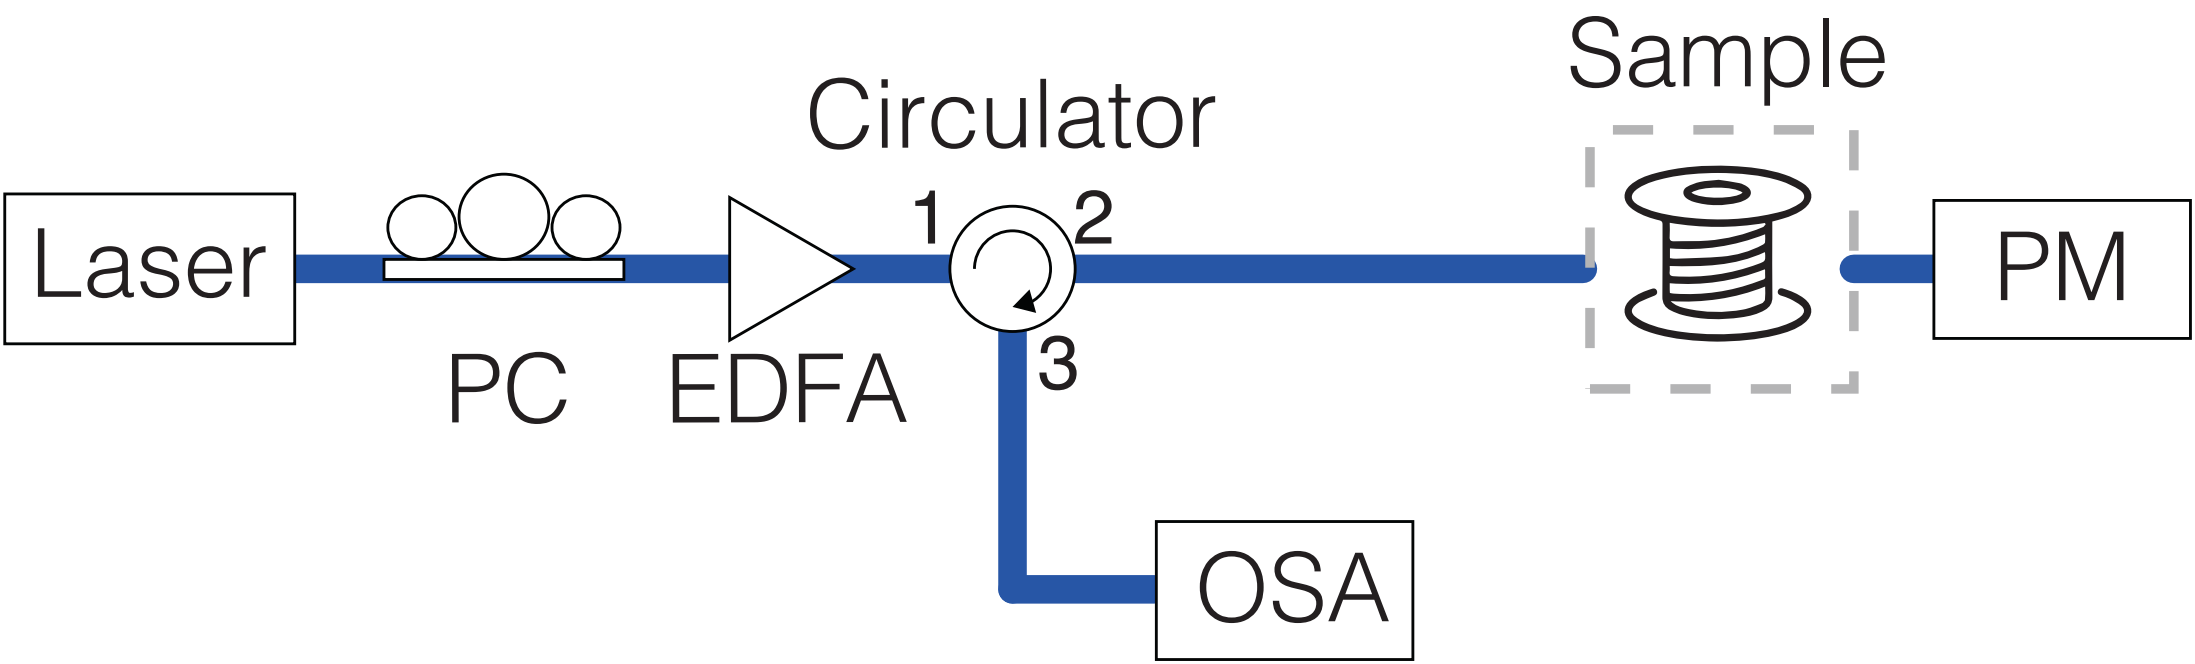 Sample
Circulator
1
2
Laser
PM
3
PC
EDFA
OSA